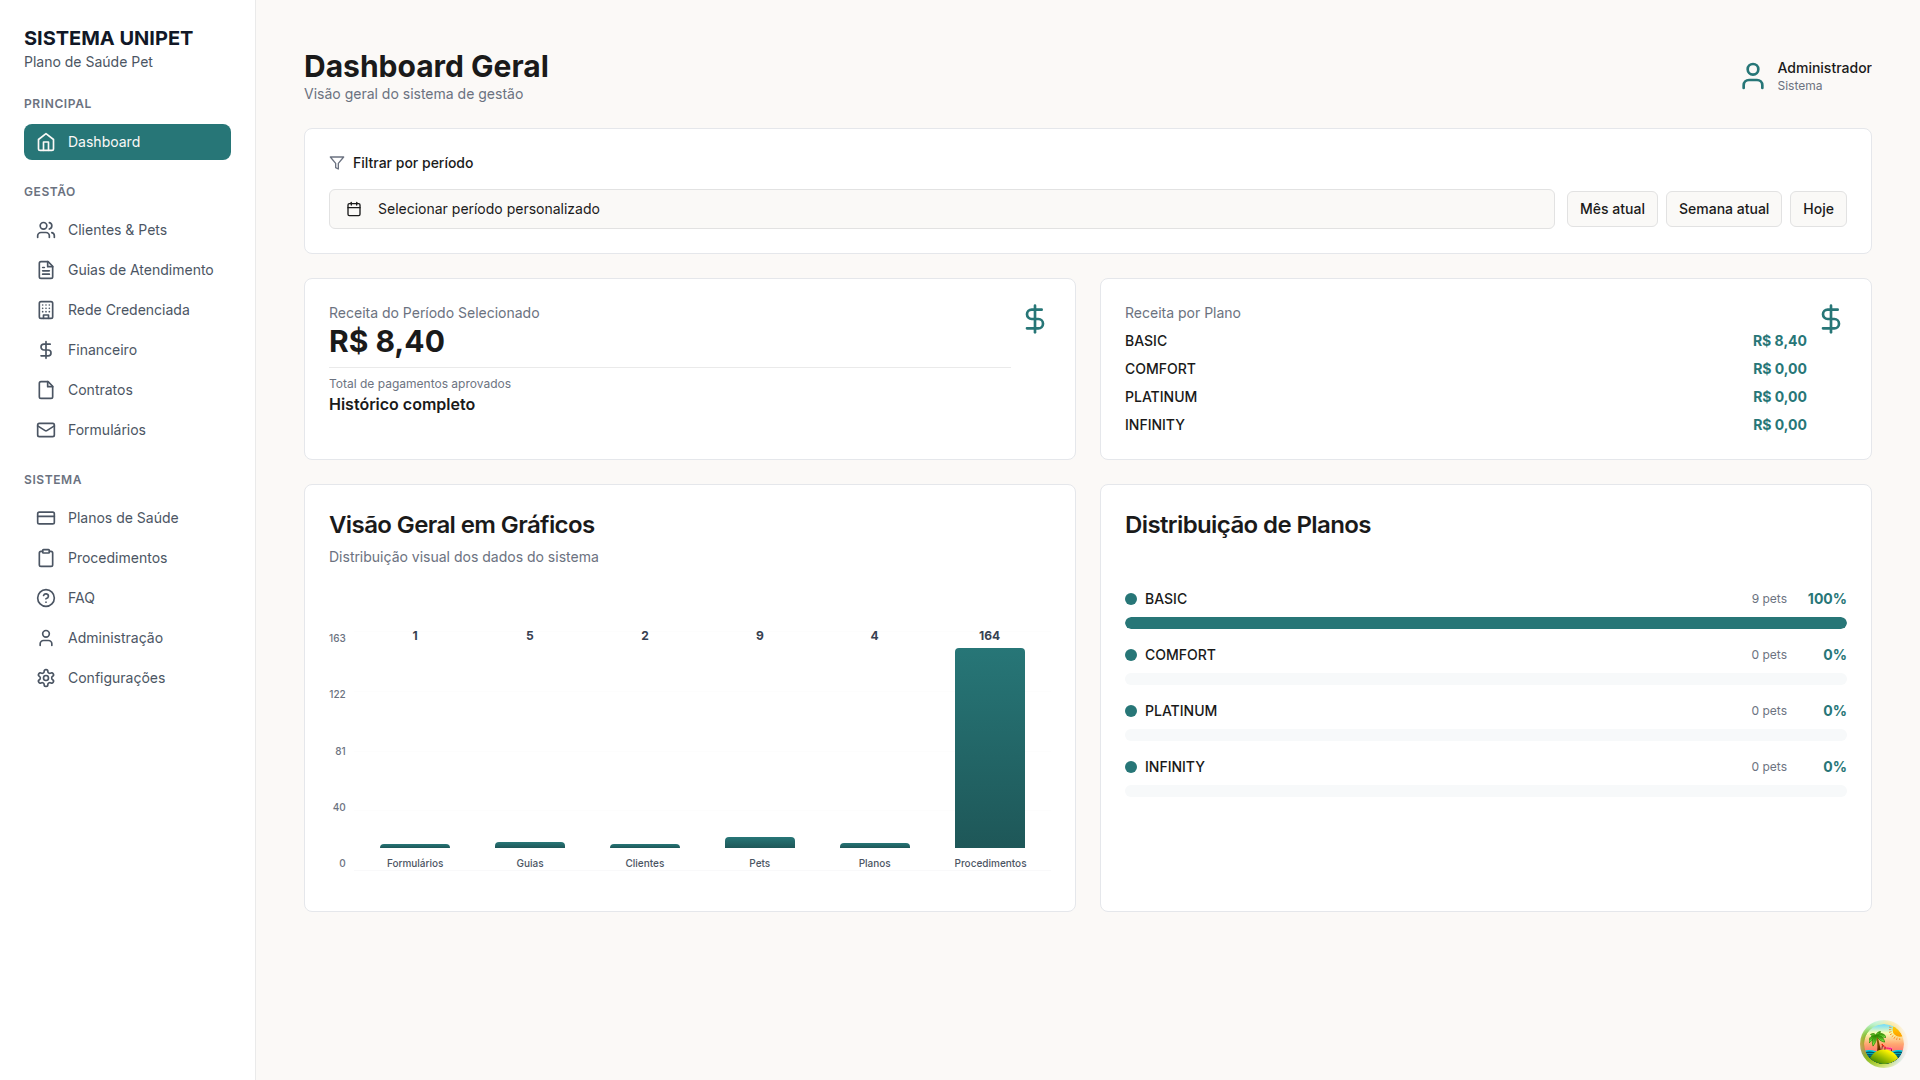 SISTEMA UNIPET
Plano de Saúde Pet
PRINCIPAL
Dashboard
GESTÃO
Clientes & Pets
Guias de Atendimento
Rede Credenciada
Financeiro
Contratos
Formulários
SISTEMA
Planos de Saúde
Procedimentos
FAQ
Administração
Configurações
Dashboard Geral
Visão geral do sistema de gestão
Administrador
Sistema
Filtrar por período
Selecionar período personalizado
Mês atual
Semana atual
Hoje
Receita do Período Selecionado
R$ 8,40
Total de pagamentos aprovados
Histórico completo
Receita por Plano
BASIC R$ 8,40
COMFORT R$ 0,00
PLATINUM R$ 0,00
INFINITY R$ 0,00
Visão Geral em Gráficos
Distribuição visual dos dados do sistema
163
122
81
40
0
1 5 2 9 4 164
Formulários Guias Clientes Pets Planos Procedimentos
Distribuição de Planos
BASIC 9 pets 100%
COMFORT 0 pets 0%
PLATINUM 0 pets 0%
INFINITY 0 pets 0%